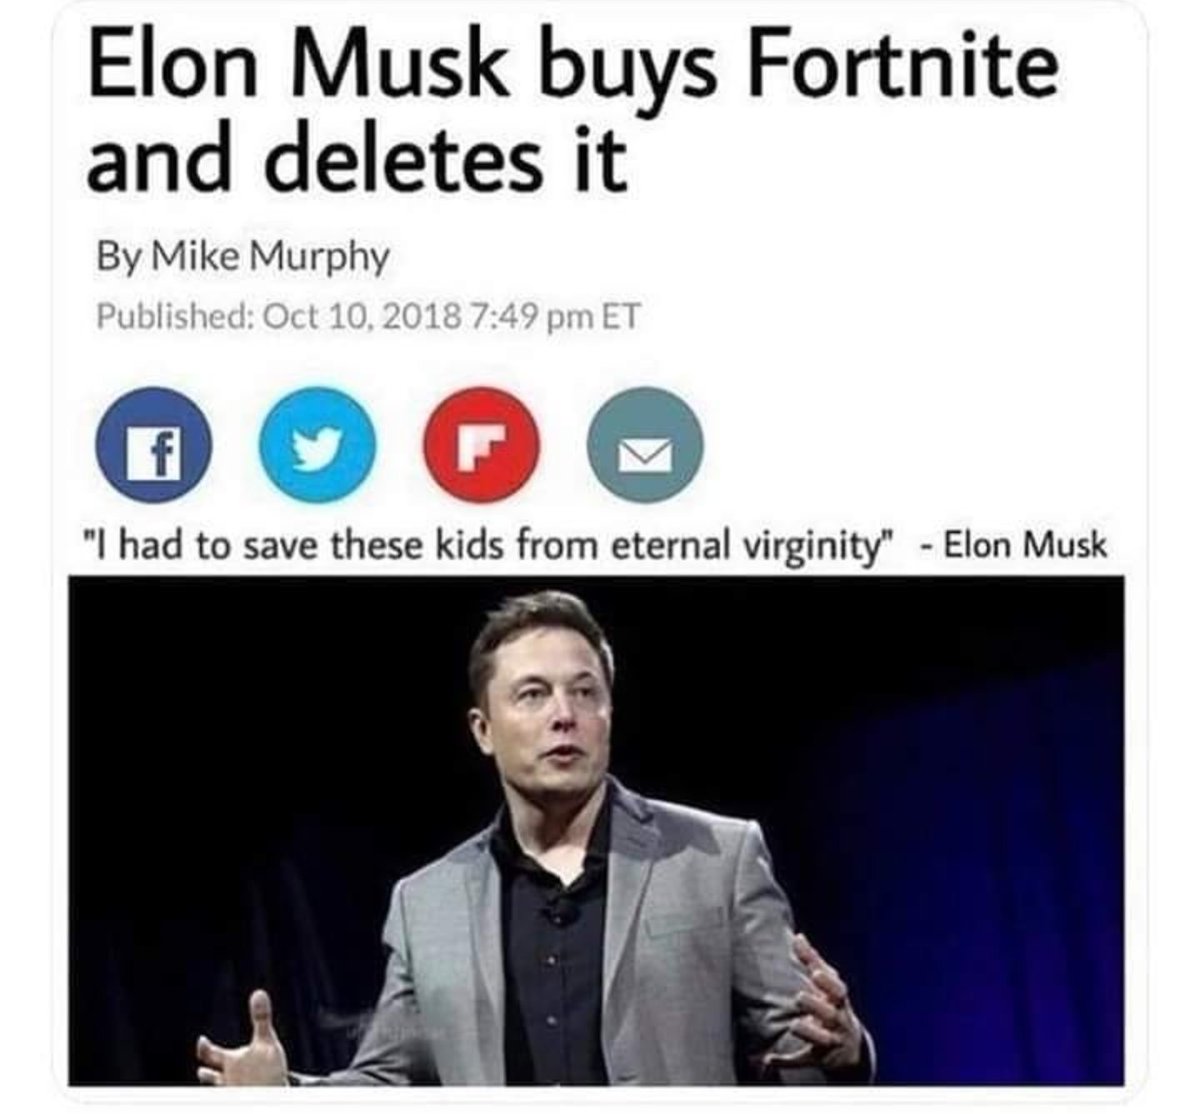 Elon Musk buys Fortnite
and deletes it
By Mike Murphy
Published: Oct 10, 2018 7:49 pm ET
"I had to save these kids from eternal virginity" - Elon Musk